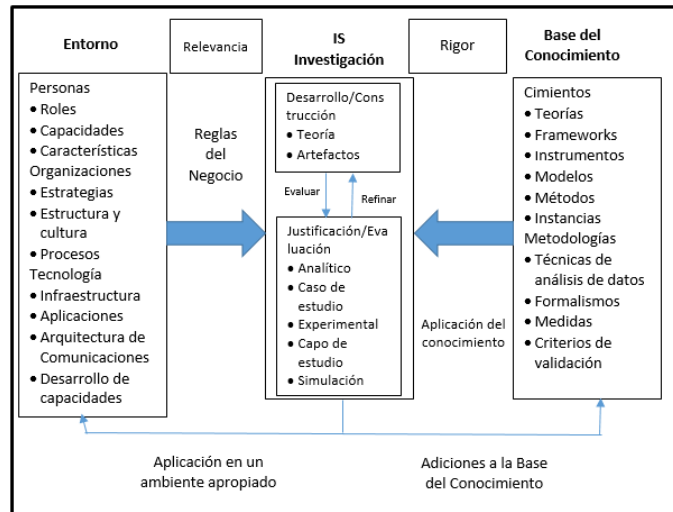 Entorno
Relevancia
IS
Investigación
Rigor
Base del
Conocimiento
Personas
• Roles
• Capacidades
• Características
Organizaciones
• Estrategias
• Estructura y
cultura
• Procesos
Tecnología
• Infraestructura
• Aplicaciones
• Arquitectura de
Comunicaciones
• Desarrollo de
capacidades
Reglas
del
Negocio
Desarrollo/Cons
trucción
• Teoría
• Artefactos
Evaluar
Refinar
Justificación/Eva
luación
• Analítico
• Caso de
estudio
• Experimental
• Capo de
estudio
• Simulación
Aplicación del
conocimiento
Cimientos
• Teorías
• Frameworks
• Instrumentos
• Modelos
• Métodos
• Instancias
Metodologías
• Técnicas de
análisis de datos
• Formalismos
• Medidas
• Criterios de
validación
Aplicación en un
ambiente apropiado
Adiciones a la Base
del Conocimiento